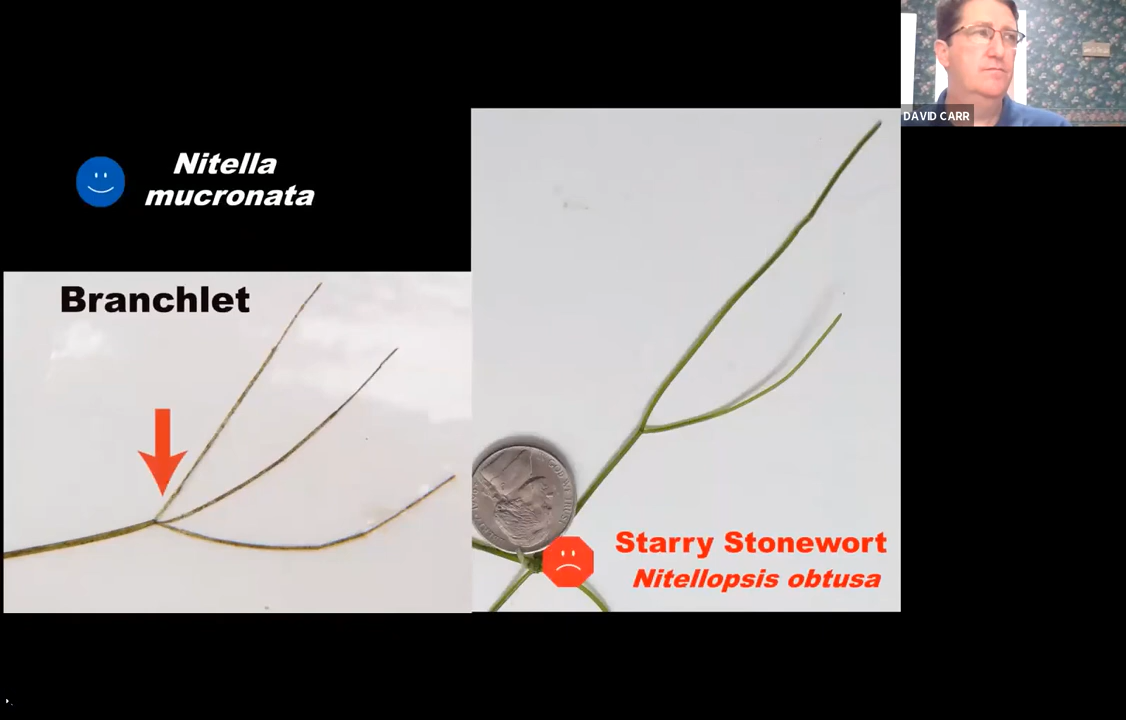 DAVID CARR
Nitella
mucronata
Branchlet
Starry Stonewort
Nitellopsis obtusa